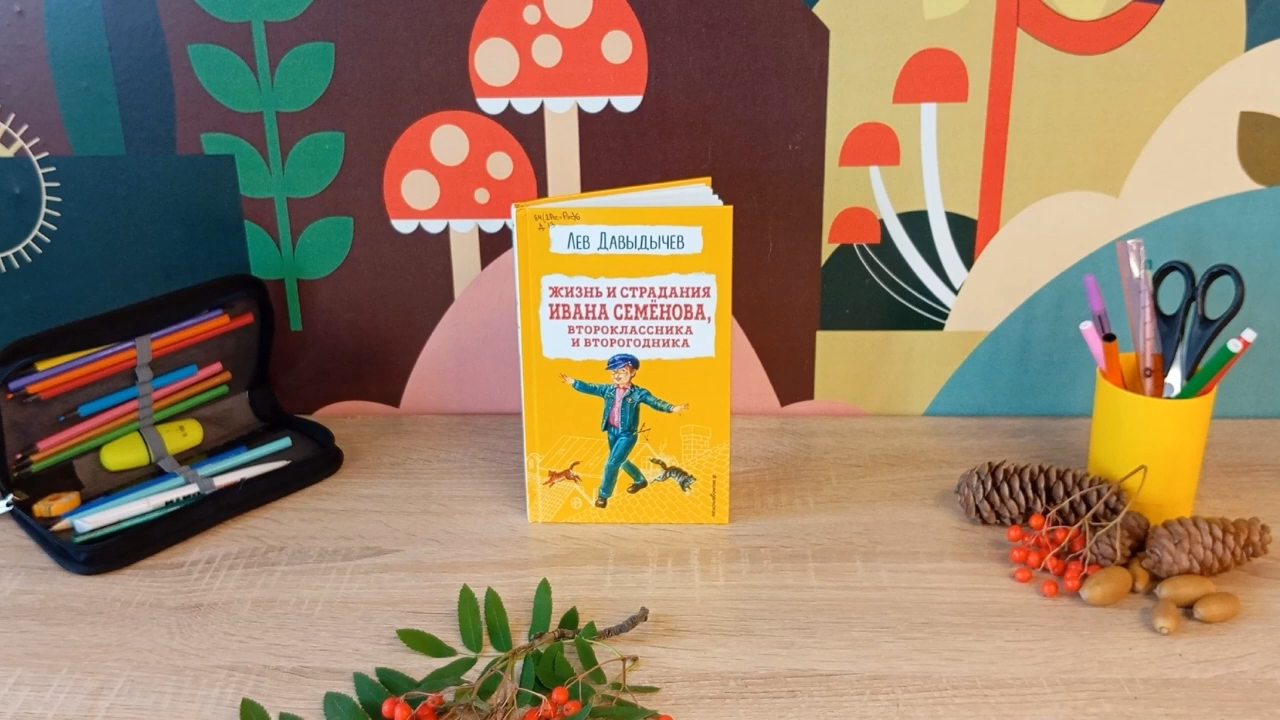 Лев Давыдычев
ЖИЗНЬ И СТРАДАНИЯ
ИВАНА СЕМЁНОВА,
ВТОРОКЛАССНИКА
И ВТОРОГОДНИКА